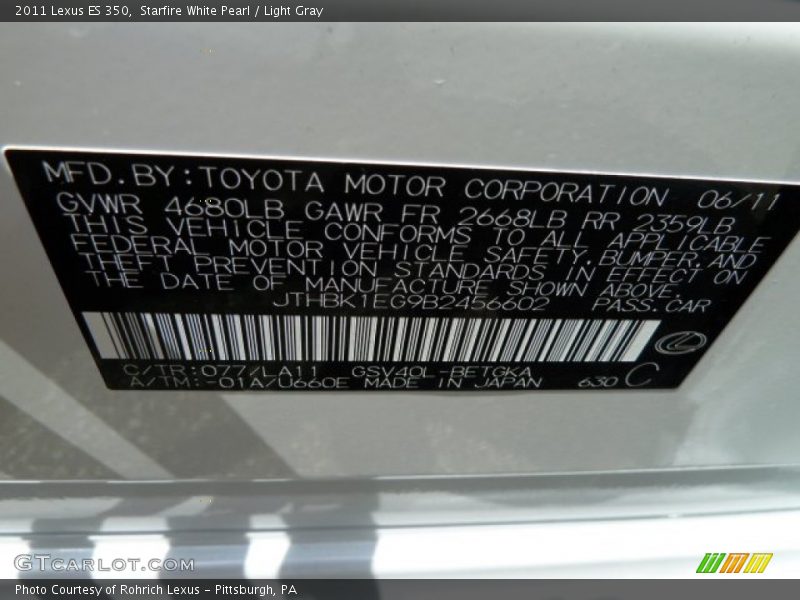 2011 Lexus ES 350,  Starfire White Pearl / Light Gray
MFD.BY:TOYOTA MOTOR CORPORATION 06/11
GVWR 4680LB GAWR FR 2668LB RR 2359LB
THIS VEHICLE CONFORMS TO ALL APPLICABLE
FEDERAL MOTOR VEHICLE SAFETY,BUMPER,AND
THEFT PREVENTION STANDARDS IN EFFECT ON
THE DATE OF MANUFACTURE SHOWN ABOVE.
JTHBK1EG9B2456602 PASS.CAR
C/TR:077/LA11 GSV40L-BETGKA
A/TM:-01A/U660E MADE IN JAPAN 630 C
GTCARLOT.COM
Photo Courtesy of Rohrich Lexus - Pittsburgh, PA